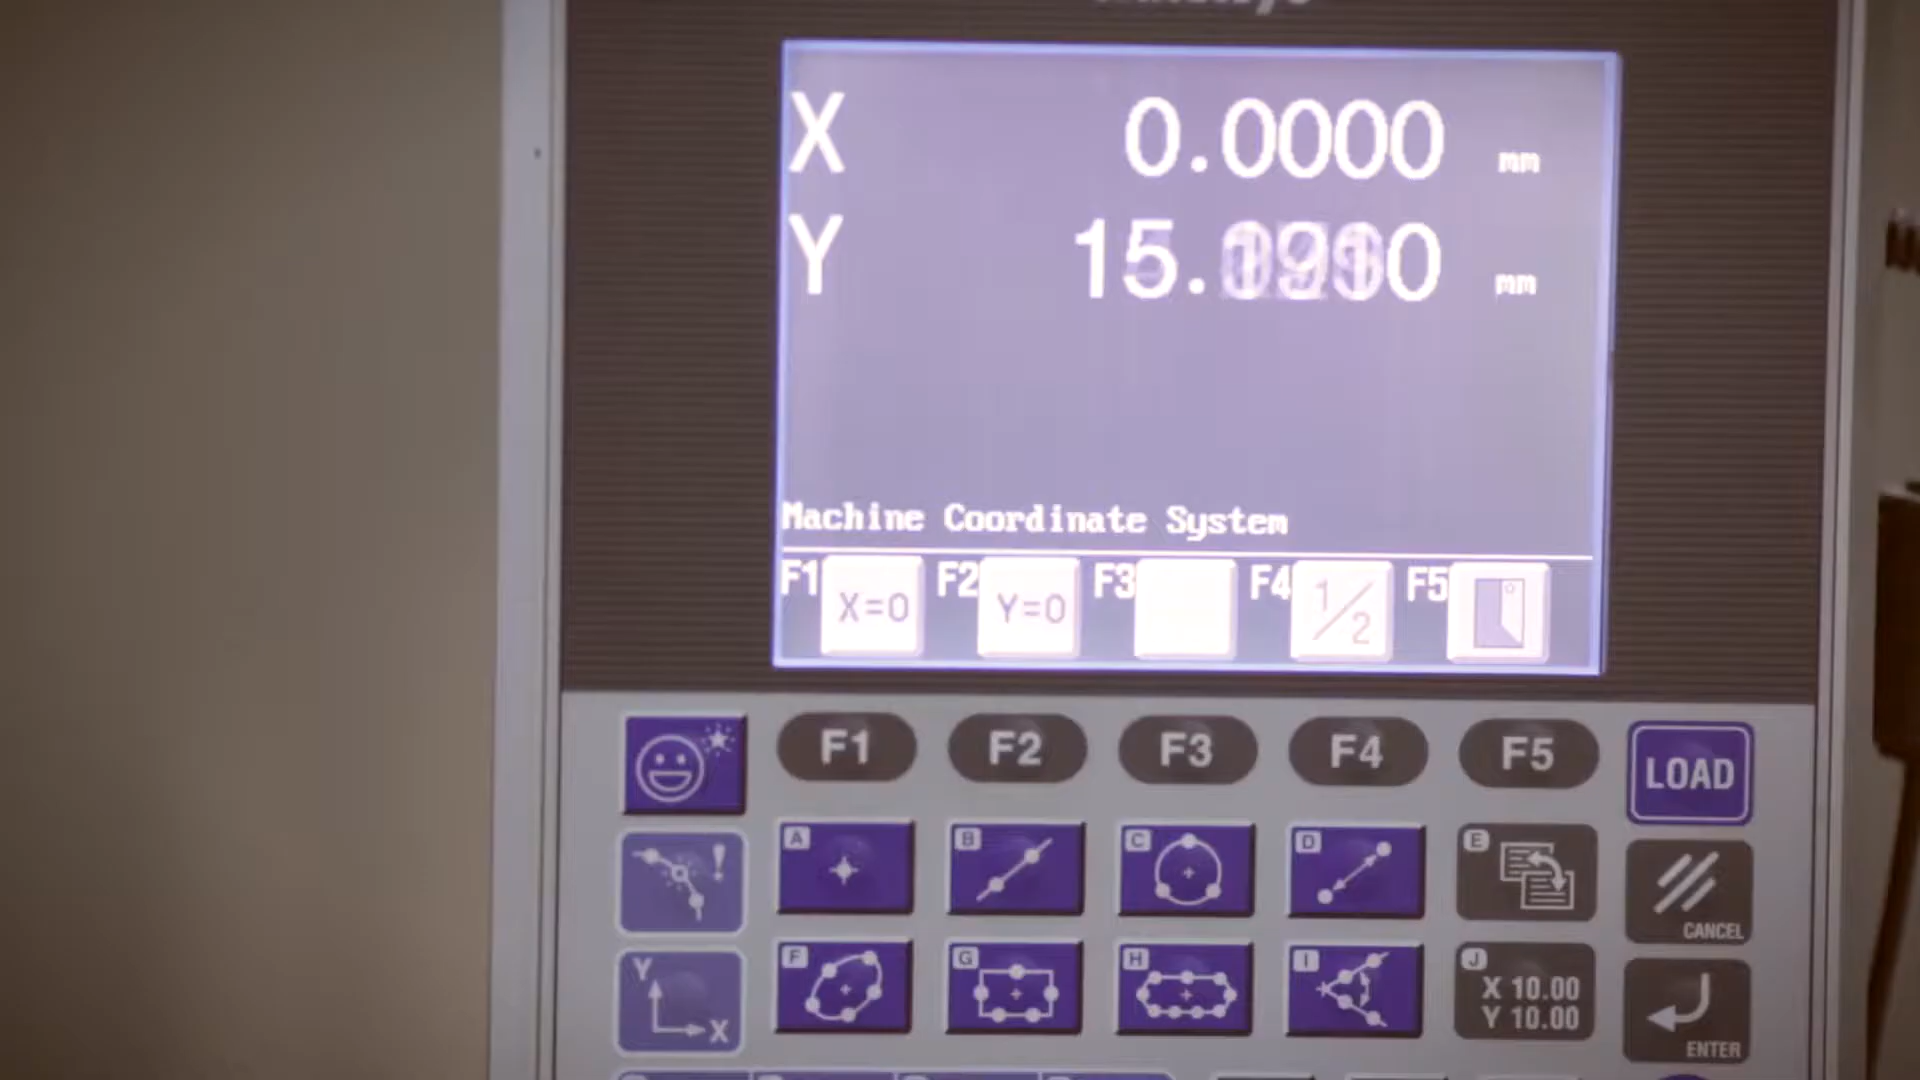 X 0.0000 mm
Y mm
Machine Coordinate System
F1 X=0 F2 Y=0 F3 F4 1/2 F5
F1 F2 F3 F4 F5 LOAD
A B C D E
CANCEL
Y X
F G H I J
X 10.00
Y 10.00
ENTER